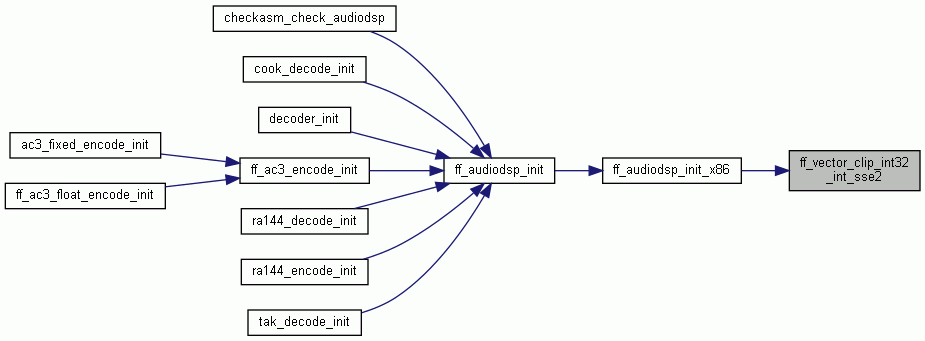 checkasm_check_audiodsp
cook_decode_init
decoder_init
ac3_fixed_encode_init
ff_ac3_encode_init
ff_ac3_float_encode_init
ra144_decode_init
ra144_encode_init
tak_decode_init
ff_audiodsp_init
ff_audiodsp_init_x86
ff_vector_clip_int32
_int_sse2